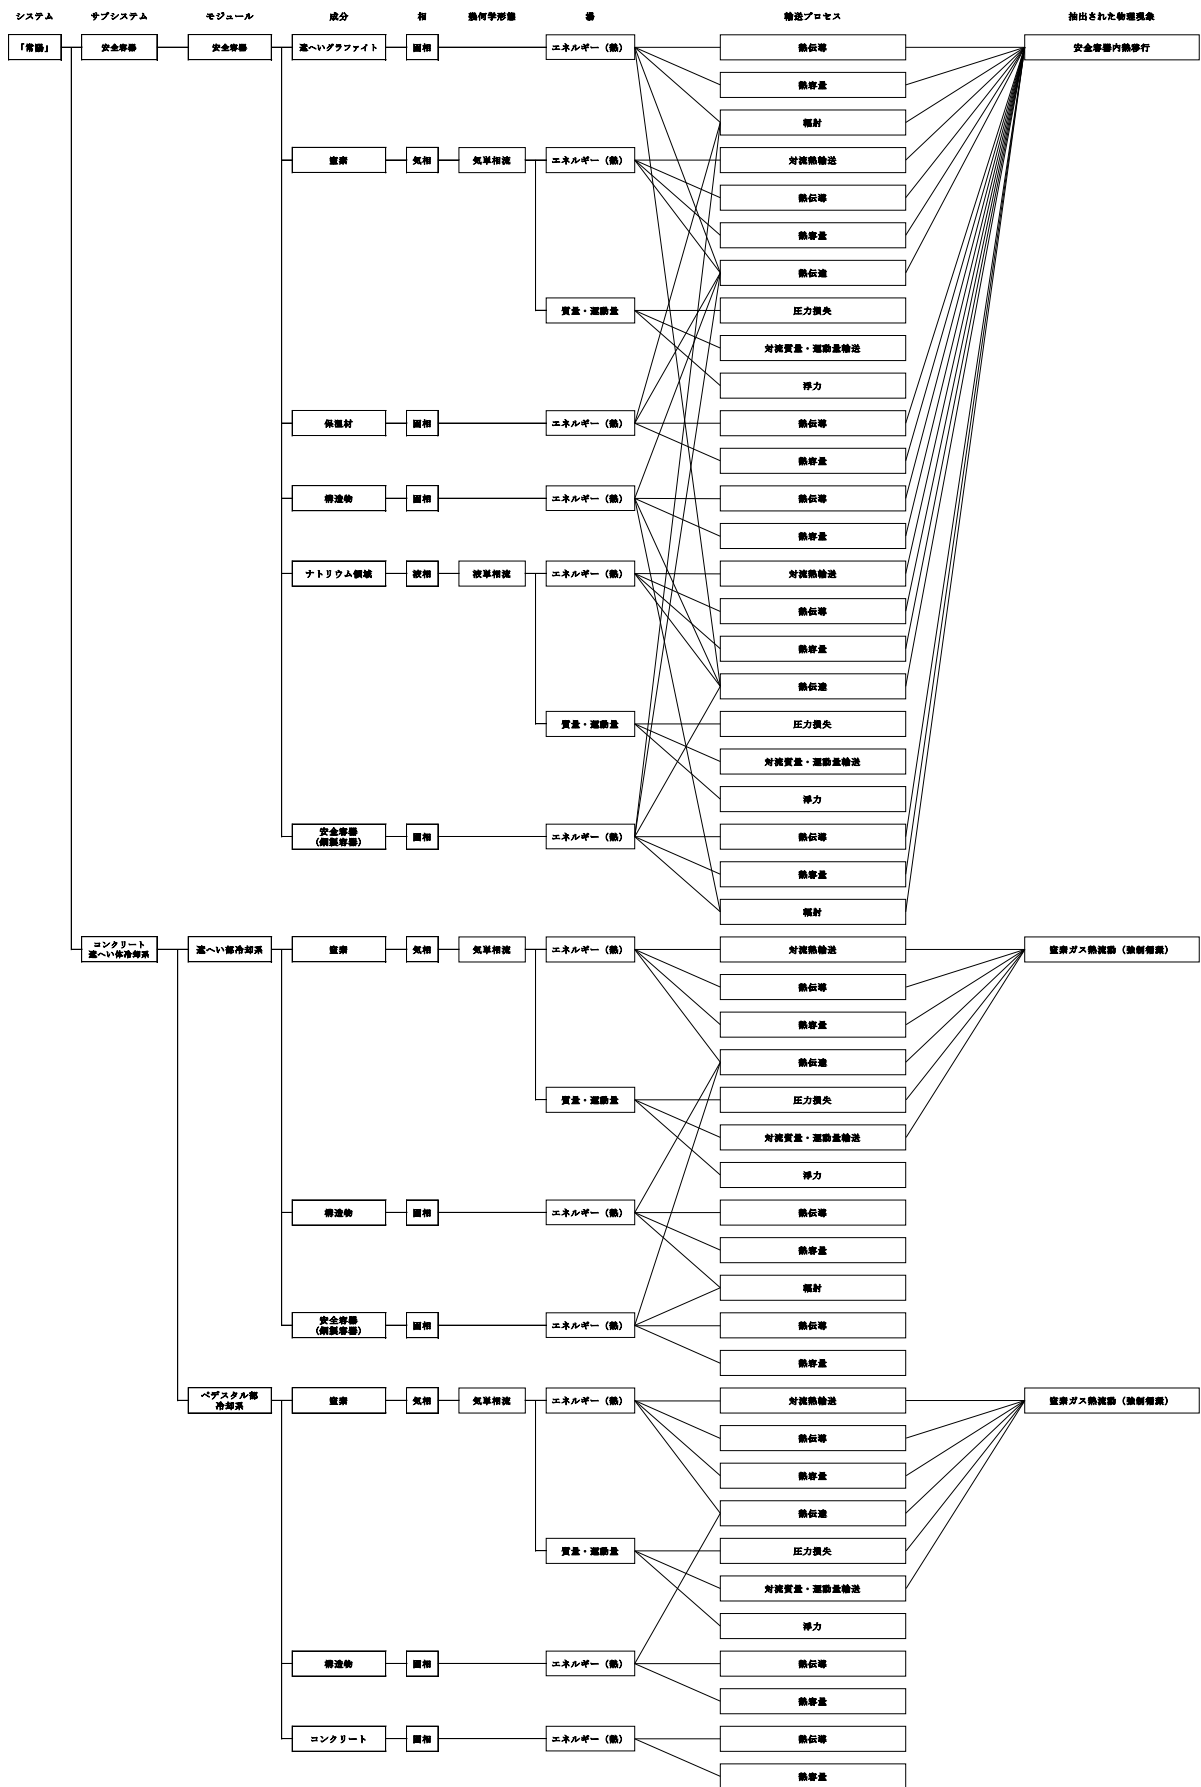 システム サブシステム モジュール 成分 相 幾何学形態 場 輸送プロセス 抽出された物理現象
「常陽」 安全容器 安全容器 遮へいグラファイト 固相 エネルギー（熱） 熱伝導 安全容器内熱移行
熱容量
輻射
窒素 気相 気単相流 エネルギー（熱） 対流熱輸送
熱伝導
熱容量
熱伝達
質量・運動量 圧力損失
対流質量・運動量輸送
浮力
保温材 固相 エネルギー（熱） 熱伝導
熱容量
構造物 固相 エネルギー（熱） 熱伝導
熱容量
ナトリウム領域 液相 液単相流 エネルギー（熱） 対流熱輸送
熱伝導
熱容量
熱伝達
質量・運動量 圧力損失
対流質量・運動量輸送
浮力
安全容器
（鋼製容器） 固相 エネルギー（熱） 熱伝導
熱容量
輻射
コンクリート
遮へい体冷却系 遮へい部冷却系 窒素 気相 気単相流 エネルギー（熱） 対流熱輸送 窒素ガス熱流動（強制循環）
熱伝導
熱容量
熱伝達
質量・運動量 圧力損失
対流質量・運動量輸送
浮力
構造物 固相 エネルギー（熱） 熱伝導
熱容量
輻射
安全容器
（鋼製容器） 固相 エネルギー（熱） 熱伝導
熱容量
ペデスタル部
冷却系 窒素 気相 気単相流 エネルギー（熱） 対流熱輸送 窒素ガス熱流動（強制循環）
熱伝導
熱容量
熱伝達
質量・運動量 圧力損失
対流質量・運動量輸送
浮力
構造物 固相 エネルギー（熱） 熱伝導
熱容量
コンクリート 固相 エネルギー（熱） 熱伝導
熱容量